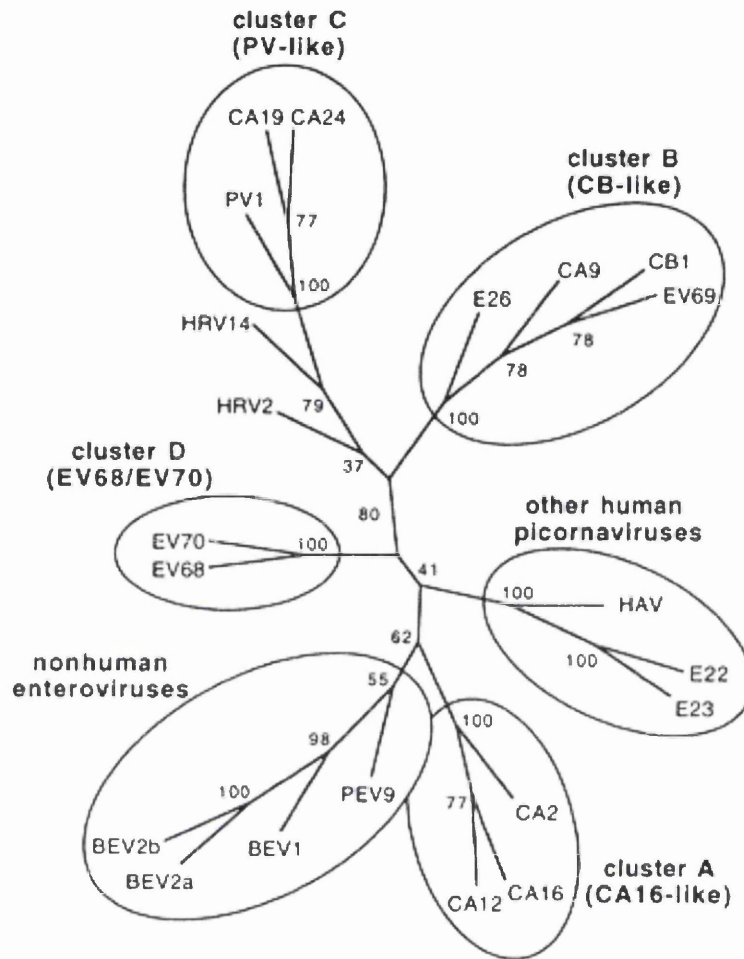 cluster C
(PV-like)
CA19 CA24
PV1
77
100
cluster B
(CB-like)
E26
CA9
CB1
EV69
78
78
100
HRV14
79
HRV2
37
cluster D
(EV68/EV70)
80
EV70
EV68
100
other human
picornaviruses
41
100
HAV
100
E22
E23
62
nonhuman
enteroviruses
55
98
100
PEV9
BEV1
BEV2b
BEV2a
100
77
CA2
CA16
CA12
cluster A
(CA16-like)